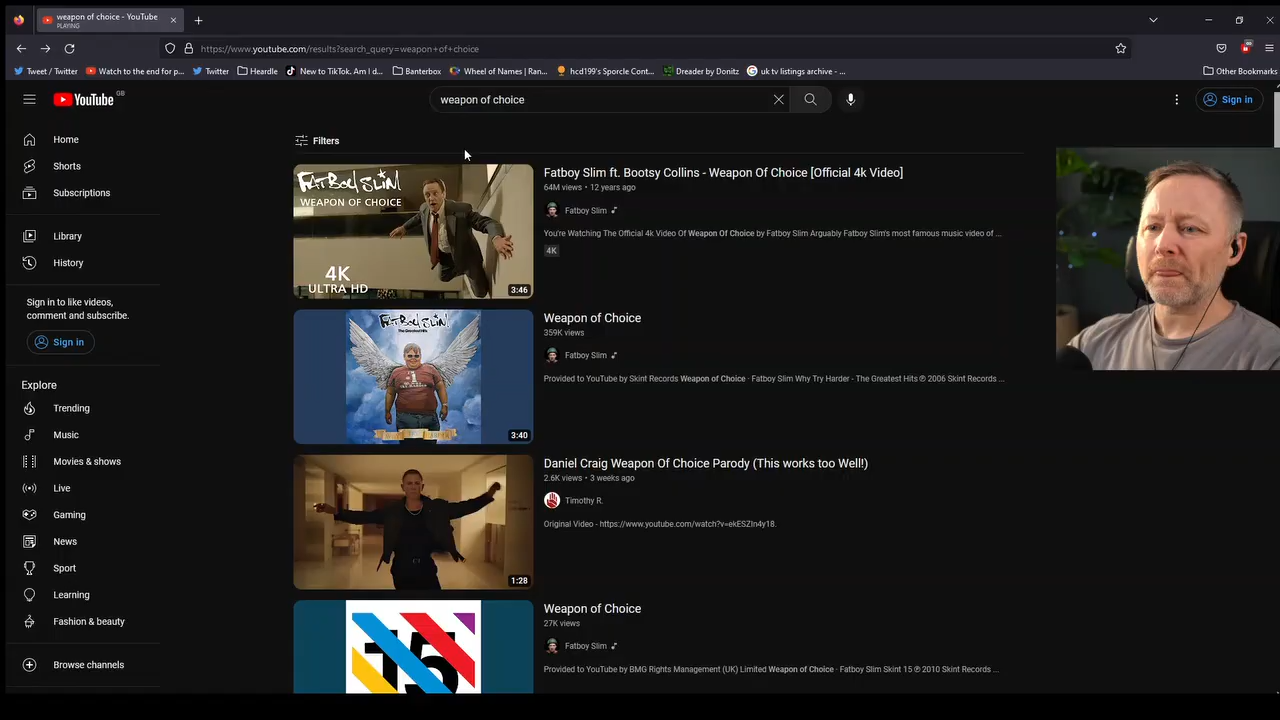 weapon of choice - YouTube
PLAYING
https://www.youtube.com/results?search_query=weapon+of+choice
Tweet / Twitter
Watch to the end for p...
Twitter
Heardle
New to TikTok. Am I d...
Banterbox
Wheel of Names | Ran...
hcd199's Sporcle Cont...
Dreader by Donitz
uk tv listings archive - ...
Other Bookmarks
YouTube GB
weapon of choice
Sign in
Home
Shorts
Subscriptions
Library
History
Sign in to like videos,
comment and subscribe.
Sign in
Explore
Trending
Music
Movies & shows
Live
Gaming
News
Sport
Learning
Fashion & beauty
Browse channels
Filters
FATBOY SLIM
WEAPON OF CHOICE
4K
ULTRA HD
3:46
Fatboy Slim ft. Bootsy Collins - Weapon Of Choice [Official 4k Video]
64M views • 12 years ago
Fatboy Slim
You're Watching The Official 4k Video Of Weapon Of Choice by Fatboy Slim Arguably Fatboy Slim's most famous music video of ...
4K
FATBOY SLIM
The Greatest Hits
3:40
Weapon of Choice
359K views
Fatboy Slim
Provided to YouTube by Skint Records Weapon of Choice · Fatboy Slim Why Try Harder - The Greatest Hits ℗ 2006 Skint Records ...
1:28
Daniel Craig Weapon Of Choice Parody (This works too Well!)
2.6K views • 3 weeks ago
Timothy R.
Original Video - https://www.youtube.com/watch?v=ekESZIn4y18.
15
Weapon of Choice
27K views
Fatboy Slim
Provided to YouTube by BMG Rights Management (UK) Limited Weapon of Choice · Fatboy Slim Skint 15 ℗ 2010 Skint Records ...